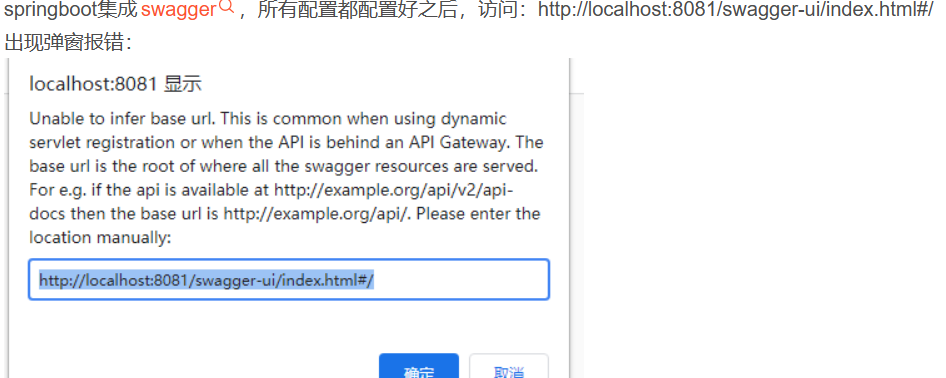 springboot集成 swagger ，所有配置都配置好之后，访问：http://localhost:8081/swagger-ui/index.html#/
出现弹窗报错：
localhost:8081 显示
Unable to infer base url. This is common when using dynamic
servlet registration or when the API is behind an API Gateway. The
base url is the root of where all the swagger resources are served.
For e.g. if the api is available at http://example.org/api/v2/api-
docs then the base url is http://example.org/api/. Please enter the
location manually:
http://localhost:8081/swagger-ui/index.html#/
确定 取消